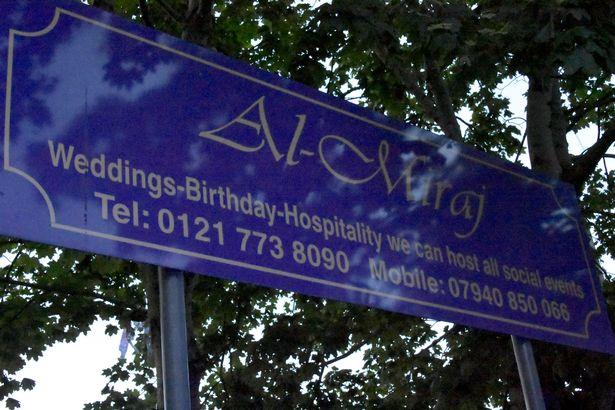 Al-Miraj
Weddings-Birthday-Hospitality we can host all social events
Tel: 0121 773 8090 Mobile: 07940 850 066